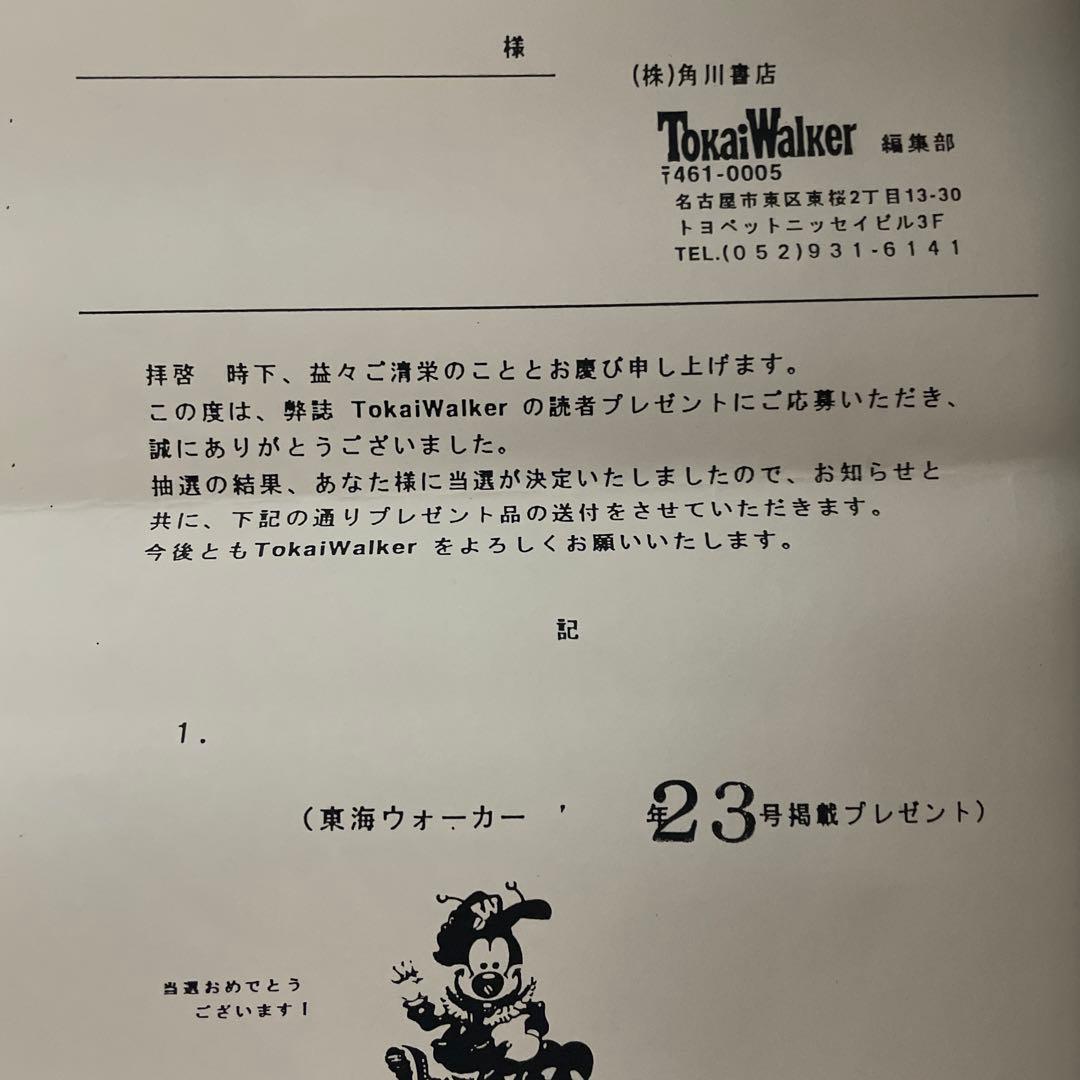 様
(株)角川書店
TokaiWalker 編集部
〒461-0005
名古屋市東区東桜2丁目13-30
トヨペットニッセイビル3F
TEL.(052)931-6141
拝啓　時下、益々ご清栄のこととお慶び申し上げます。
この度は、弊誌 TokaiWalker の読者プレゼントにご応募いただき、
誠にありがとうございました。
抽選の結果、あなた様に当選が決定いたしましたので、お知らせと
共に、下記の通りプレゼント品の送付をさせていただきます。
今後ともTokaiWalker をよろしくお願いいたします。
記
1.
(東海ウォーカー ’ 年23号掲載プレゼント)
W
当選おめでとう
ございます!